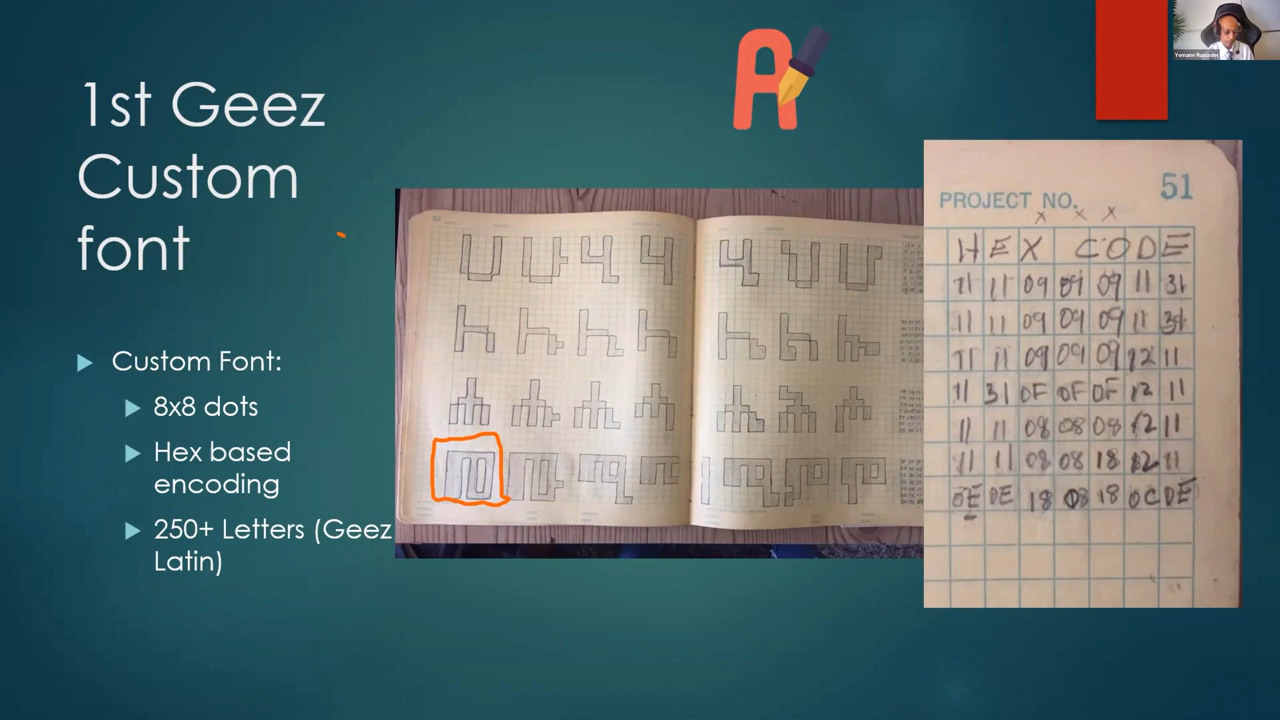 1st Geez
Custom
font
Custom Font:
8x8 dots
Hex based
encoding
250+ Letters (Geez
Latin)
ሀ ሁ ሂ ሃ ሄ ህ ሆ
ለ ሉ ሊ ላ ሌ ል ሎ
ሐ ሑ ሒ ሓ ሔ ሕ ሖ
መ ሙ ሚ ማ ሜ ም ሞ
PROJECT NO. 51
x x x
HEX CODE
11 11 09 09 09 11 31
11 11 09 09 09 11 31
11 11 09 09 09 12 11
11 31 0F 0F 0F 12 11
11 11 08 08 08 12 11
11 11 08 08 18 12 11
0E 0E 18 08 18 0C 0E